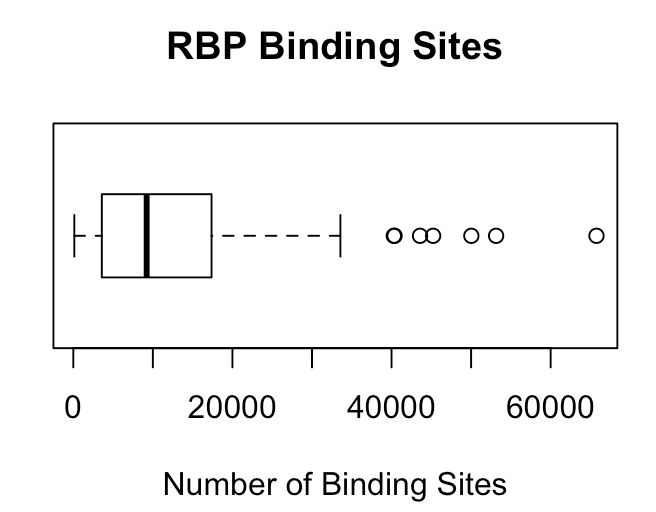 RBP Binding Sites
0 20000 40000 60000
Number of Binding Sites